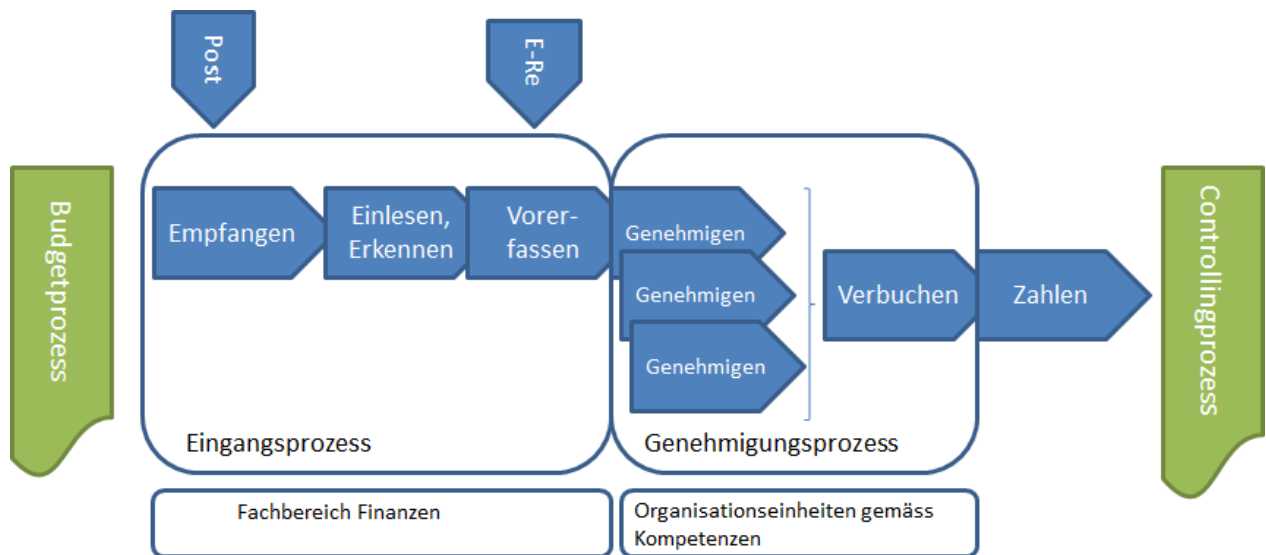 Post
E-Re
Budgetprozess
Empfangen
Einlesen,
Erkennen
Vorer-
fassen
Genehmigen
Genehmigen
Genehmigen
Verbuchen
Zahlen
Controllingprozess
Eingangsprozess
Genehmigungsprozess
Fachbereich Finanzen
Organisationseinheiten gemäss
Kompetenzen